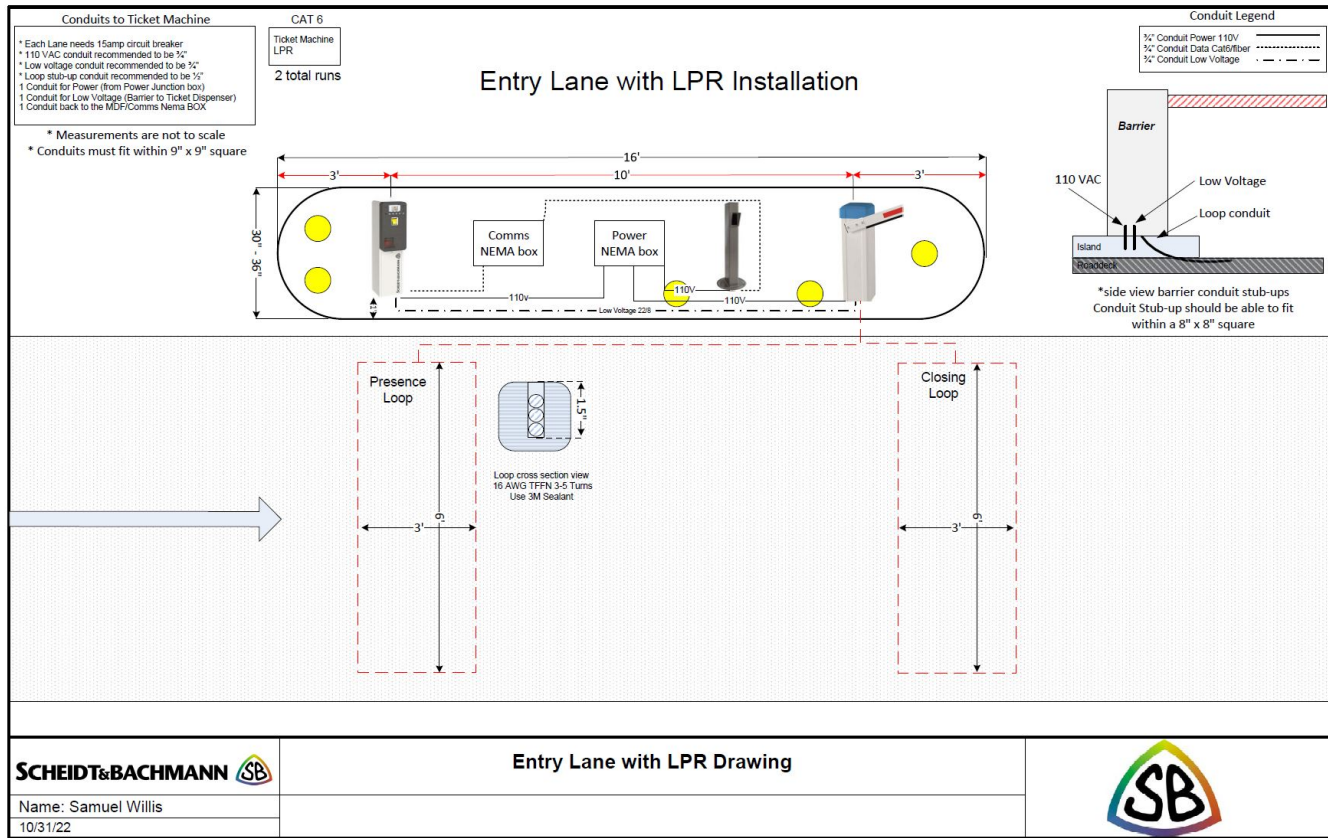 Conduits to Ticket Machine
* Each Lane needs 15amp circuit breaker
* 110 VAC conduit recommended to be ¾"
* Low voltage conduit recommended to be ¾"
* Loop stub-up conduit recommended to be ½"
1 Conduit for Power (from Power Junction box)
1 Conduit for Low Voltage (Barrier to Ticket Dispenser)
1 Conduit back to the MDF/Comms Nema BOX
* Measurements are not to scale
* Conduits must fit within 9" x 9" square
CAT 6
Ticket Machine
LPR
2 total runs
Entry Lane with LPR Installation
Conduit Legend
¾" Conduit Power 110V
¾" Conduit Data Cat6/fiber
¾" Conduit Low Voltage
Barrier
110 VAC
Low Voltage
Loop conduit
Island
Roaddeck
*side view barrier conduit stub-ups
Conduit Stub-up should be able to fit
within a 8" x 8" square
16'
3'
10'
3'
30" - 36"
Comms
NEMA box
Power
NEMA box
110v
110V
110V
Low Voltage 22/8
Presence
Loop
Closing
Loop
1.5"
Loop cross section view
16 AWG TFFN 3-5 Turns
Use 3M Sealant
3'
6'
3'
6'
SCHEIDT&BACHMANN SB
Entry Lane with LPR Drawing
SB
Name: Samuel Willis
10/31/22